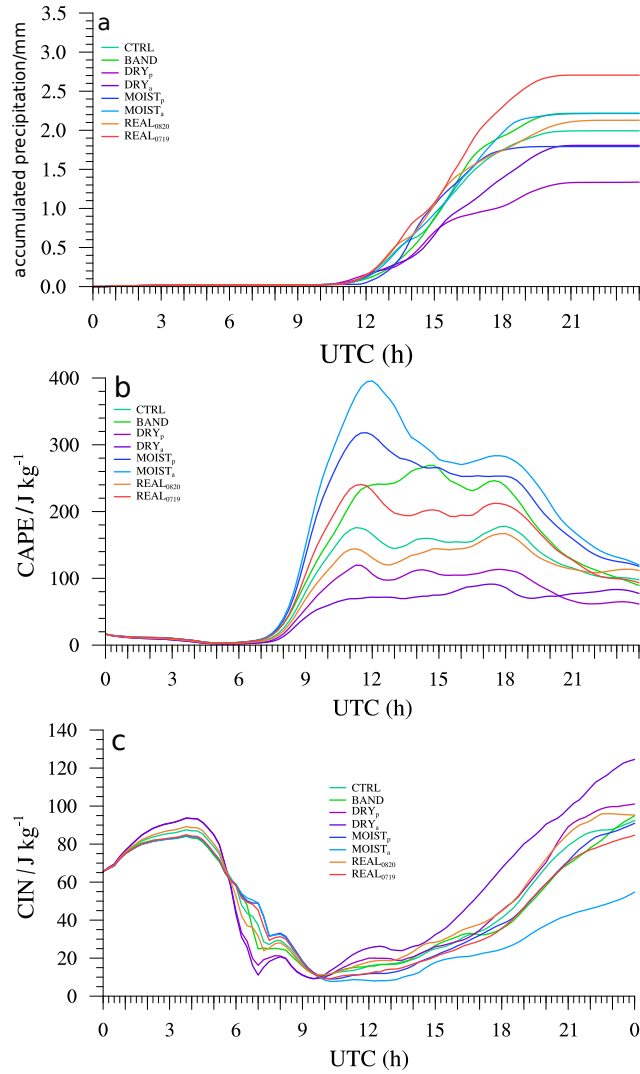 a
accumulated precipitation/mm
3.5
3.0
2.5
2.0
1.5
1.0
0.5
0.0
CTRL
BAND
DRYp
DRYa
MOISTp
MOISTa
REAL0820
REAL0719
0 3 6 9 12 15 18 21
UTC (h)
b
CAPE / J kg-1
400
300
200
100
0
CTRL
BAND
DRYp
DRYa
MOISTp
MOISTa
REAL0820
REAL0719
0 3 6 9 12 15 18 21
UTC (h)
c
CIN / J kg-1
140
120
100
80
60
40
20
0
CTRL
BAND
DRYp
DRYa
MOISTp
MOISTa
REAL0820
REAL0719
0 3 6 9 12 15 18 21 0
UTC (h)